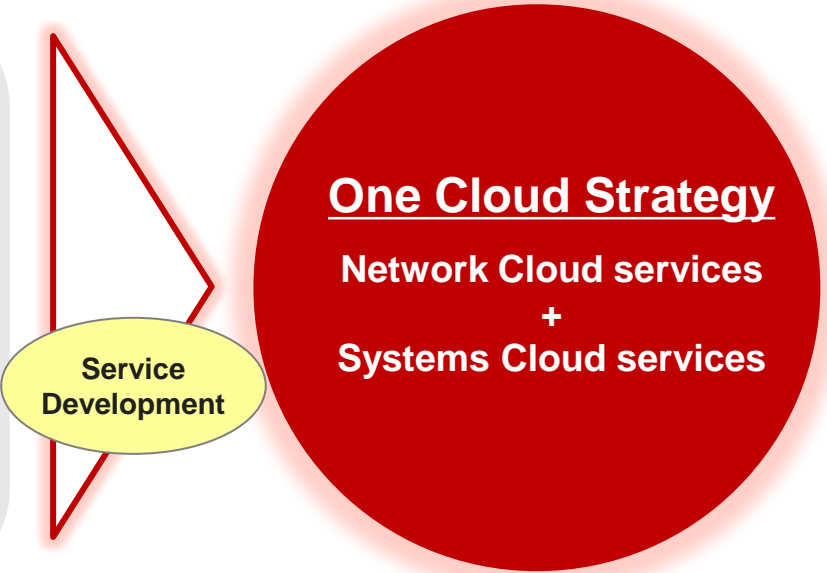 One Cloud Strategy
Network Cloud services
+
Systems Cloud services
Service
Development